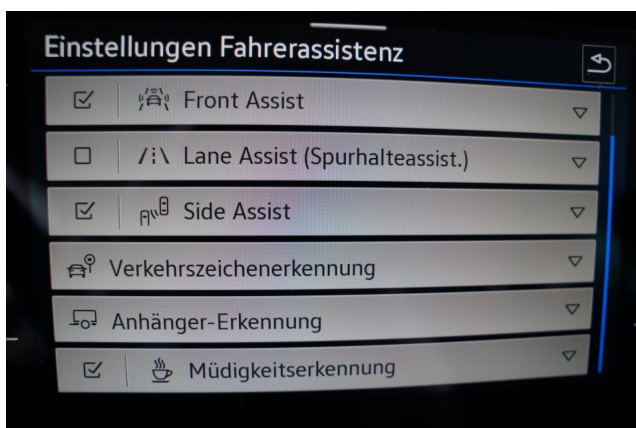 Einstellungen Fahrerassistenz
Front Assist
Lane Assist (Spurhalteassist.)
Side Assist
Verkehrszeichenerkennung
Anhänger-Erkennung
Müdigkeitserkennung